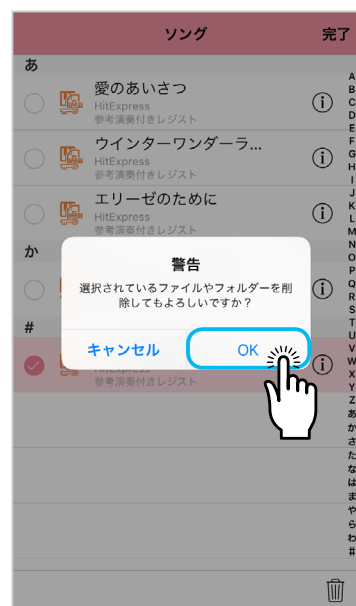 ソング 完了
あ
愛のあいさつ
HitExpress
参考演奏付きレジスト
ウインターワンダーラ...
HitExpress
参考演奏付きレジスト
エリーゼのために
HitExpress
参考演奏付きレジスト
か
#
警告
選択されているファイルやフォルダーを削
除してもよろしいですか？
キャンセル OK
参考演奏付きレジスト
A
B
C
D
E
F
G
H
I
J
K
L
M
N
O
P
Q
R
S
T
U
V
W
X
Y
Z
あ
か
さ
た
な
は
ま
や
ら
わ
#